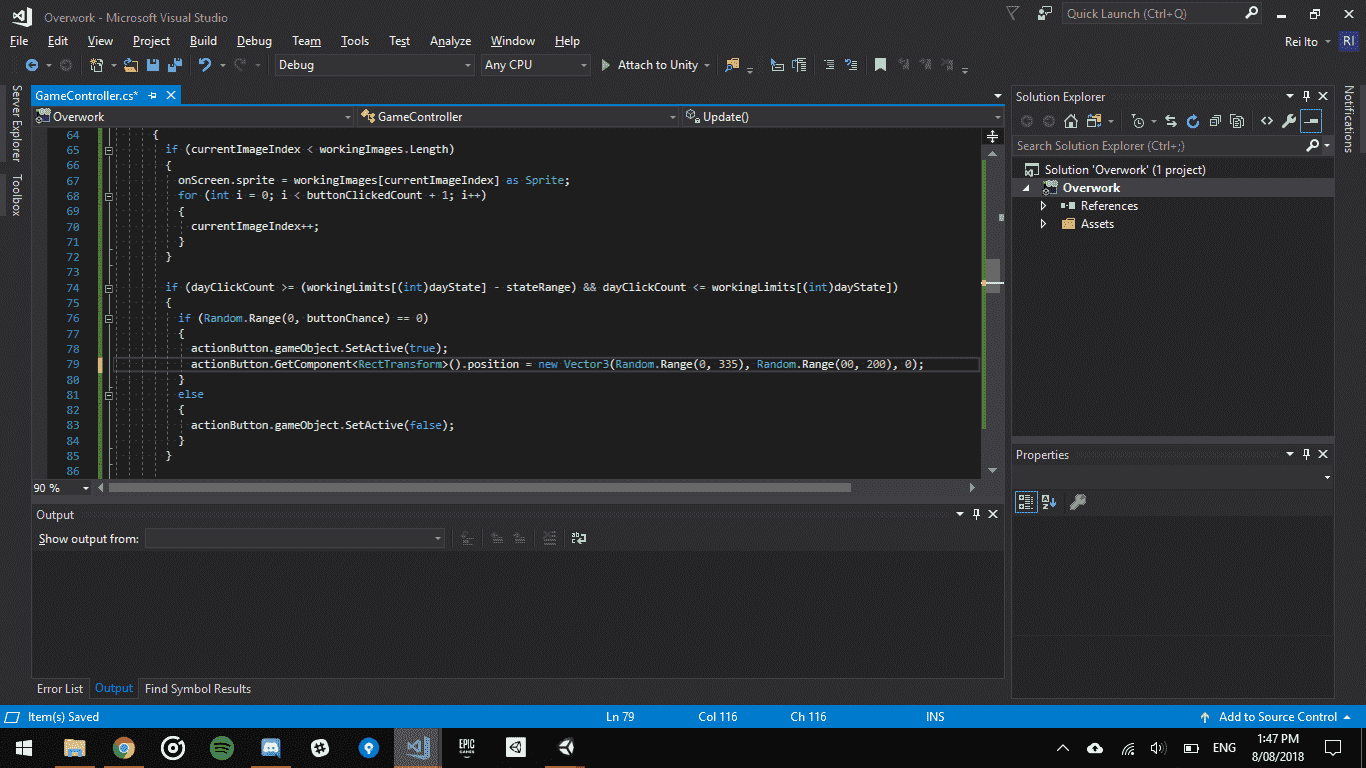 Overwork - Microsoft Visual Studio
Quick Launch (Ctrl+Q)
File Edit View Project Build Debug Team Tools Test Analyze Window Help
Rei Ito RI
Debug Any CPU Attach to Unity
Server Explorer
Toolbox
GameController.cs*
Overwork GameController Update()
64 {
65 if (currentImageIndex < workingImages.Length)
66 {
67 onScreen.sprite = workingImages[currentImageIndex] as Sprite;
68 for (int i = 0; i < buttonClickedCount + 1; i++)
69 {
70 currentImageIndex++;
71 }
72 }
73
74 if (dayClickCount >= (workingLimits[(int)dayState] - stateRange) && dayClickCount <= workingLimits[(int)dayState])
75 {
76 if (Random.Range(0, buttonChance) == 0)
77 {
78 actionButton.gameObject.SetActive(true);
79 actionButton.GetComponent<RectTransform>().position = new Vector3(Random.Range(0, 335), Random.Range(00, 200), 0);
80 }
81 else
82 {
83 actionButton.gameObject.SetActive(false);
84 }
85 }
86
90 %
Output
Show output from:
Error List Output Find Symbol Results
Solution Explorer
Search Solution Explorer (Ctrl+;)
Solution 'Overwork' (1 project)
Overwork
References
Assets
Properties
Notifications
Item(s) Saved Ln 79 Col 116 Ch 116 INS Add to Source Control
EPIC
GAMES
ENG
1:47 PM
8/08/2018